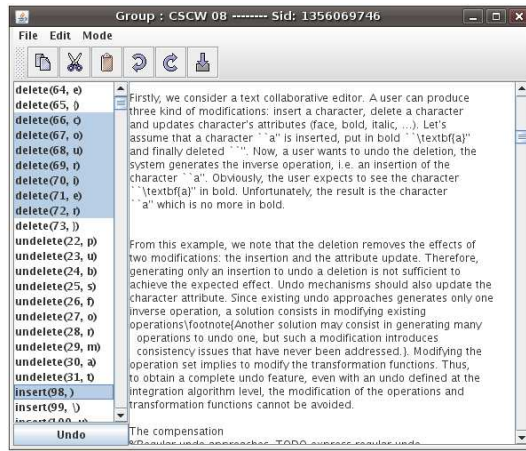 Group : CSCW 08 -------- Sid: 1356069746
File Edit Mode
delete(64, e)
delete(65, |)
delete(66, c)
delete(67, o)
delete(68, u)
delete(69, r)
delete(70, i)
delete(71, e)
delete(72, r)
delete(73, })
undelete(22, p)
undelete(23, u)
undelete(24, b)
undelete(25, s)
undelete(26, f)
undelete(27, o)
undelete(28, r)
undelete(29, m)
undelete(30, a)
undelete(31, t)
insert(98, )
insert(99, \)
insert(100, u)
Undo
Firstly, we consider a text collaborative editor. A user can produce
three kind of modifications: insert a character, delete a character
and updates character's attributes (face, bold, italic, ...). Let's
assume that a character ``a" is inserted, put in bold ``\textbf{a}"
and finally deleted ``". Now, a user wants to undo the deletion, the
system generates the inverse operation, i.e. an insertion of the
character ``a". Obviously, the user expects to see the character
``\textbf{a}" in bold. Unfortunately, the result is the character
``a" which is no more in bold.
From this example, we note that the deletion removes the effects of
two modifications: the insertion and the attribute update. Therefore,
generating only an insertion to undo a deletion is not sufficient to
achieve the expected effect. Undo mechanisms should also update the
character attribute. Since existing undo approaches generates only one
inverse operation, a solution consists in modifying existing
operations\footnote{Another solution may consist in generating many
operations to undo one, but such a modification introduces
consistency issues that have never been addressed.}. Modifying the
operation set implies to modify the transformation functions. Thus,
to obtain a complete undo feature, even with an undo defined at the
integration algorithm level, the modification of the operations and
transformation functions cannot be avoided.
The compensation
%Regular undo approaches, TODO express regular undo